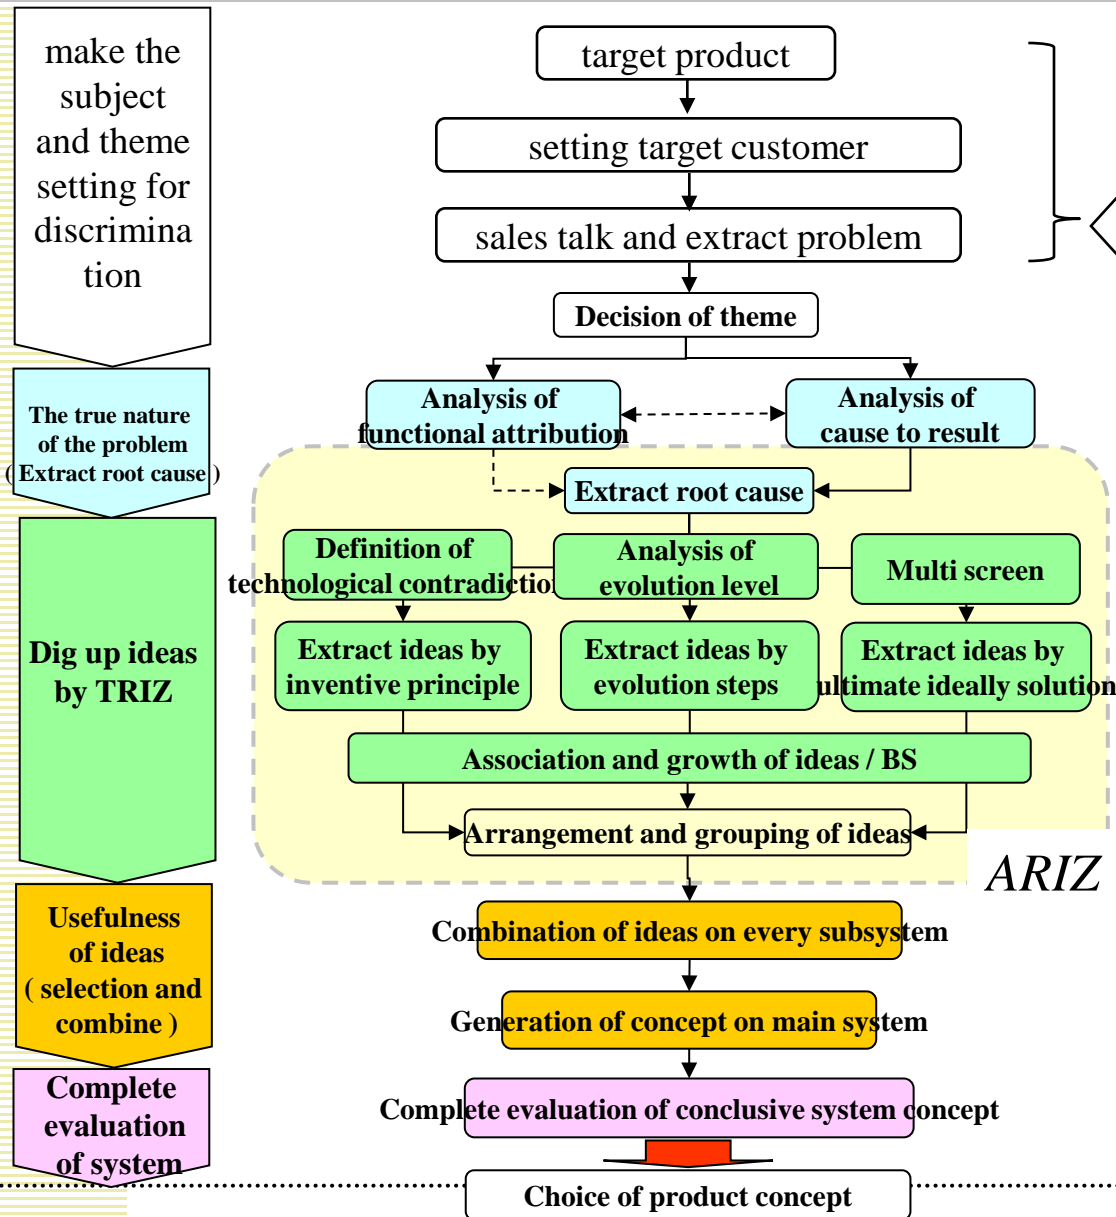 make the
subject
and theme
setting for
discrimina
tion
target product
setting target customer
sales talk and extract problem
Decision of theme
The true nature
of the problem
( Extract root cause )
Analysis of
functional attribution
Analysis of
cause to result
Extract root cause
Dig up ideas
by TRIZ
Definition of
technological contradiction
Analysis of
evolution level
Multi screen
Extract ideas by
inventive principle
Extract ideas by
evolution steps
Extract ideas by
ultimate ideally solution
Association and growth of ideas / BS
Arrangement and grouping of ideas
ARIZ
Usefulness
of ideas
( selection and
combine )
Combination of ideas on every subsystem
Generation of concept on main system
Complete
evaluation
of system
Complete evaluation of conclusive system concept
Choice of product concept